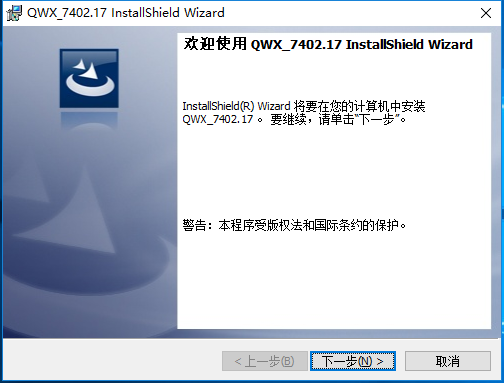 QWX_7402.17 InstallShield Wizard
欢迎使用 QWX_7402.17 InstallShield Wizard
InstallShield(R) Wizard 将要在您的计算机中安装
QWX_7402.17 。 要继续，请单击“下一步”。
警告：本程序受版权法和国际条约的保护。
< 上一步(B)
下一步(N) >
取消